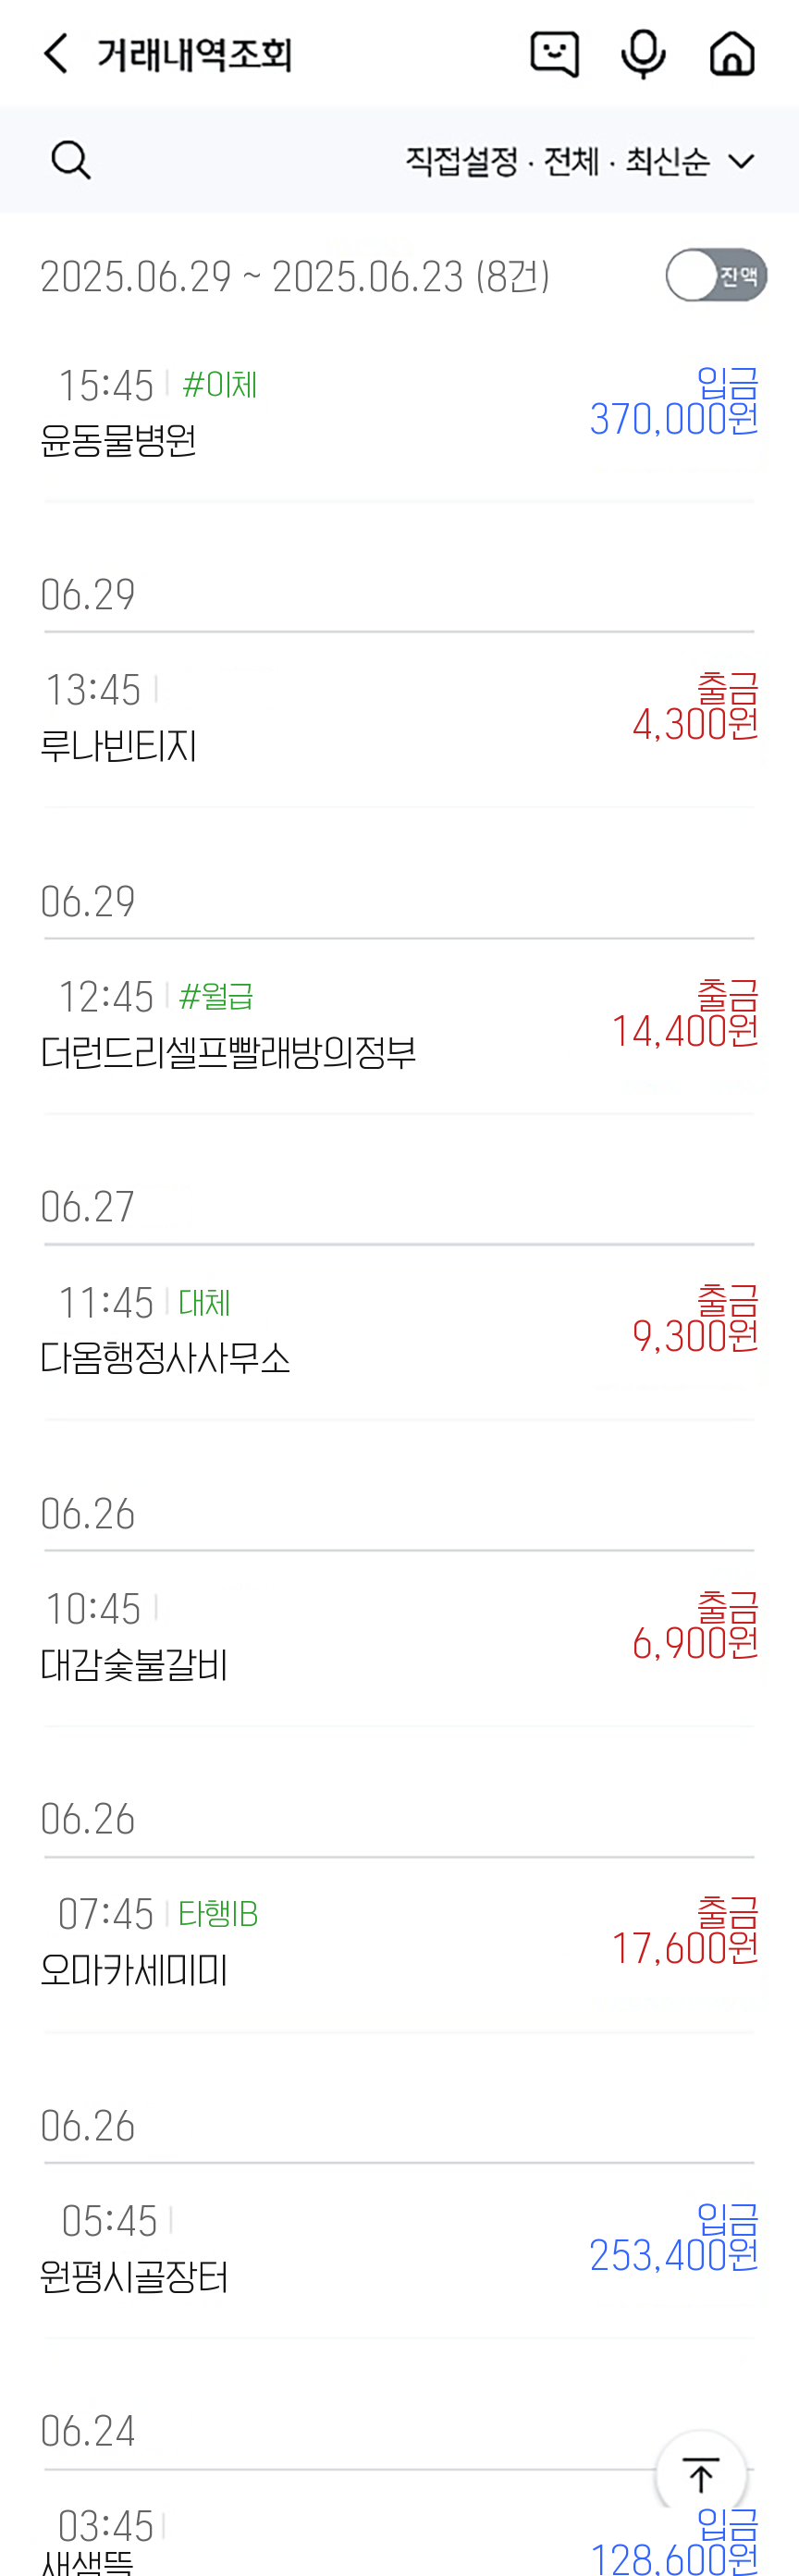 거래내역조회
직접설정 · 전체 · 최신순
2025.06.29 ~ 2025.06.23 (8건)
잔액
15:45 #이체
입금
370,000원
윤동물병원
06.29
13:45
출금
4,300원
루나빈티지
06.29
12:45 #월급
출금
14,400원
더런드리셀프빨래방의정부
06.27
11:45 대체
출금
9,300원
다옴행정사사무소
06.26
10:45
출금
6,900원
대감숯불갈비
06.26
07:45 타행IB
출금
17,600원
오마카세미미
06.26
05:45
입금
253,400원
원평시골장터
06.24
03:45
입금
128,600원
새샘뜰